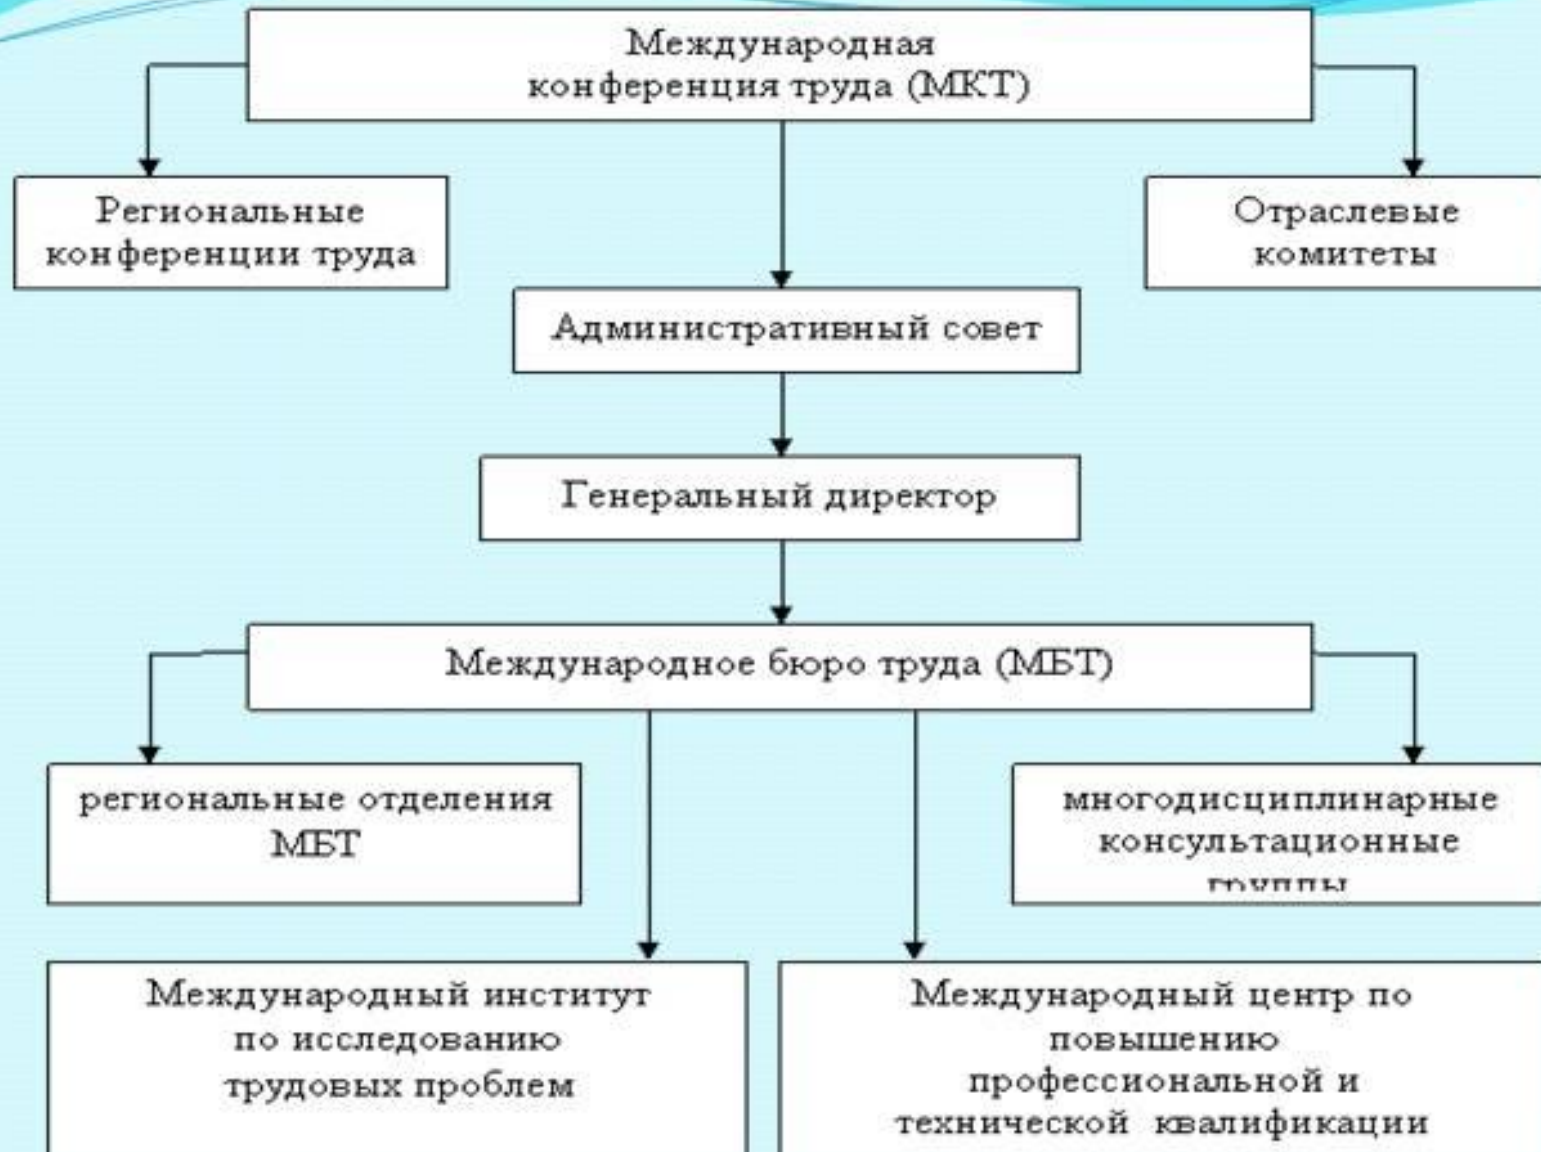 Международная
конференция труда (МКТ)
Региональные
конференции труда
Отраслевые
комитеты
Административный совет
Генеральный директор
Международное бюро труда (МБТ)
региональные отделения
МБТ
многодисциплинарные
консультационные
группы
Международный институт
по исследованию
трудовых проблем
Международный центр по
повышению
профессиональной и
технической квалификации